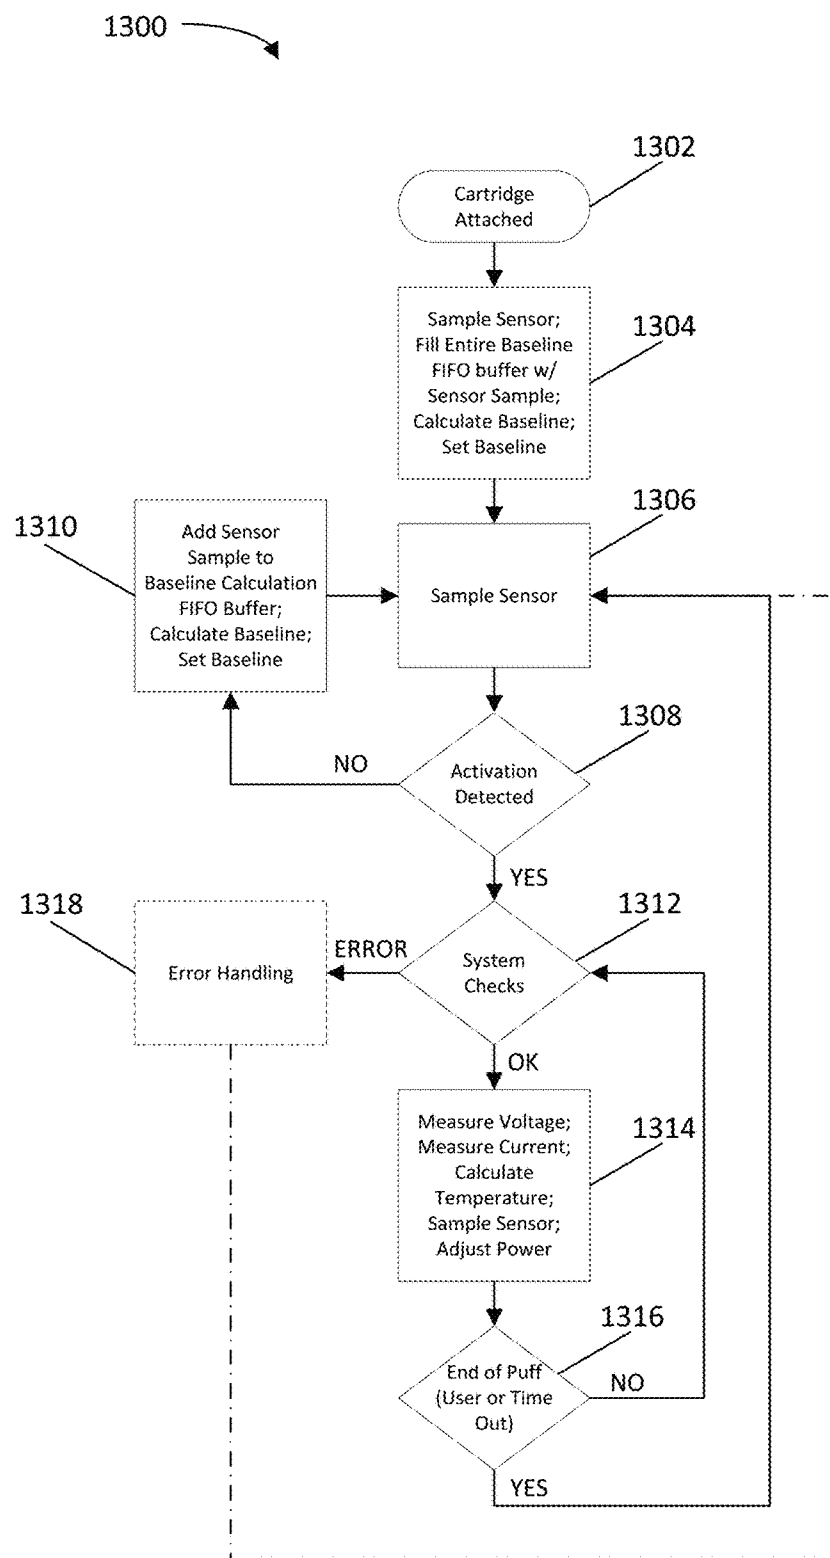 1300
1302
Cartridge
Attached
1304
Sample Sensor;
Fill Entire Baseline
FIFO buffer w/
Sensor Sample;
Calculate Baseline;
Set Baseline
1306
Sample Sensor
1310
Add Sensor
Sample to
Baseline Calculation
FIFO Buffer;
Calculate Baseline;
Set Baseline
1308
Activation
Detected
NO
YES
1312
System
Checks
ERROR
1318
Error Handling
OK
1314
Measure Voltage;
Measure Current;
Calculate
Temperature;
Sample Sensor;
Adjust Power
1316
End of Puff
(User or Time
Out)
NO
YES